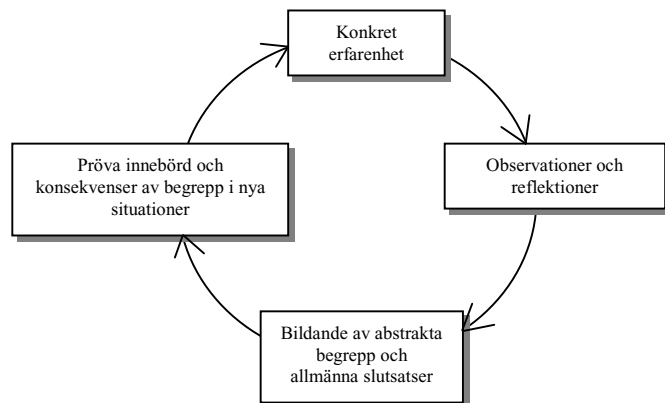 Konkret
erfarenhet
Observationer och
reflektioner
Bildande av abstrakta
begrepp och
allmänna slutsatser
Pröva innebörd och
konsekvenser av begrepp i nya
situationer